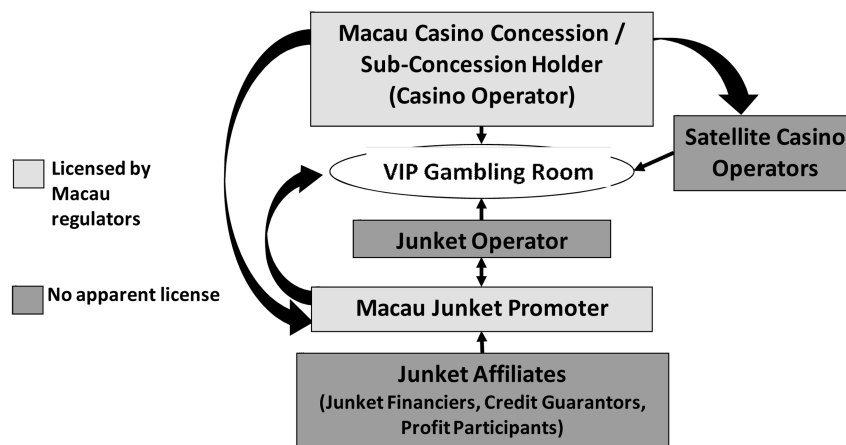 Macau Casino Concession /
Sub-Concession Holder
(Casino Operator)
Satellite Casino
Operators
Licensed by
Macau
regulators
VIP Gambling Room
Junket Operator
No apparent license
Macau Junket Promoter
Junket Affiliates
(Junket Financiers, Credit Guarantors,
Profit Participants)